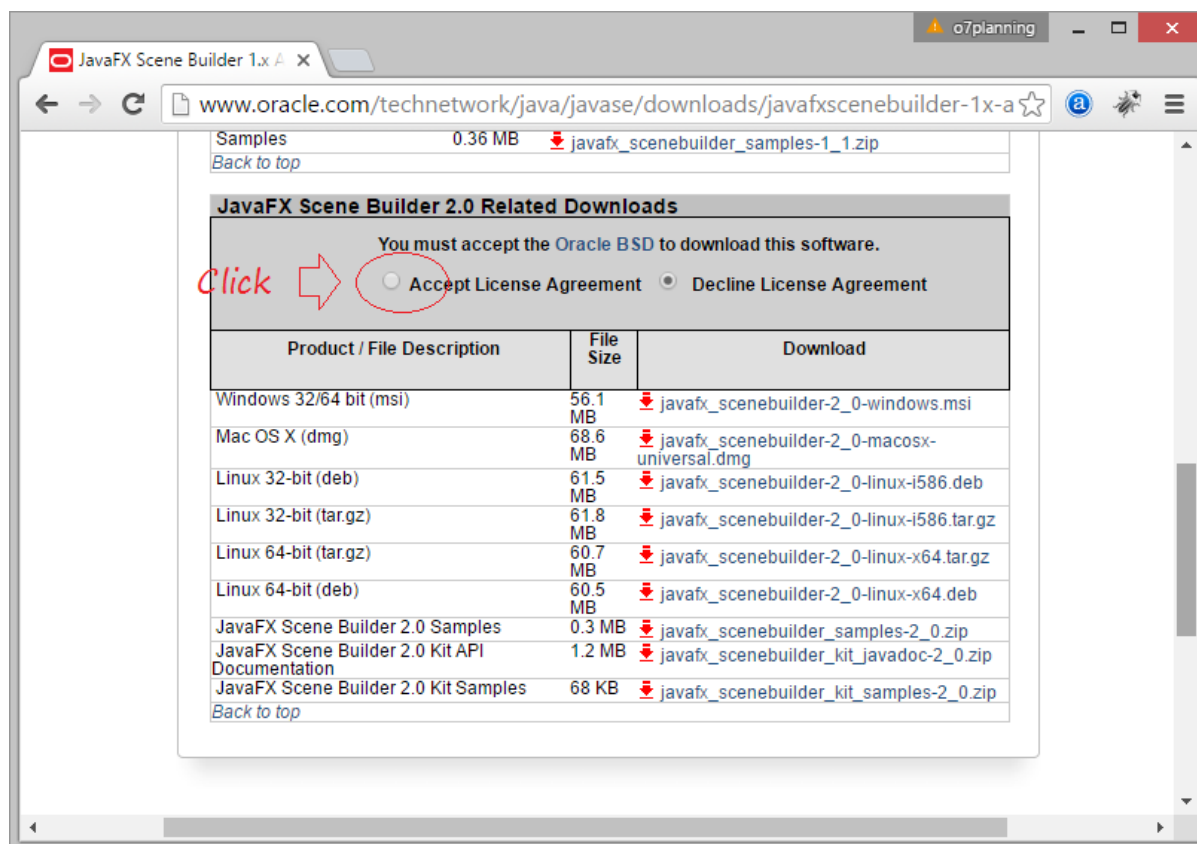 o7planning
JavaFX Scene Builder 1.x A
www.oracle.com/technetwork/java/javase/downloads/javafxscenebuilder-1x-a
Samples 0.36 MB javafx_scenebuilder_samples-1_1.zip
Back to top
JavaFX Scene Builder 2.0 Related Downloads
You must accept the Oracle BSD to download this software.
Click Accept License Agreement Decline License Agreement
Product / File Description File Size Download
Windows 32/64 bit (msi) 56.1 MB javafx_scenebuilder-2_0-windows.msi
Mac OS X (dmg) 68.6 MB javafx_scenebuilder-2_0-macosx-universal.dmg
Linux 32-bit (deb) 61.5 MB javafx_scenebuilder-2_0-linux-i586.deb
Linux 32-bit (tar.gz) 61.8 MB javafx_scenebuilder-2_0-linux-i586.tar.gz
Linux 64-bit (tar.gz) 60.7 MB javafx_scenebuilder-2_0-linux-x64.tar.gz
Linux 64-bit (deb) 60.5 MB javafx_scenebuilder-2_0-linux-x64.deb
JavaFX Scene Builder 2.0 Samples 0.3 MB javafx_scenebuilder_samples-2_0.zip
JavaFX Scene Builder 2.0 Kit API Documentation 1.2 MB javafx_scenebuilder_kit_javadoc-2_0.zip
JavaFX Scene Builder 2.0 Kit Samples 68 KB javafx_scenebuilder_kit_samples-2_0.zip
Back to top